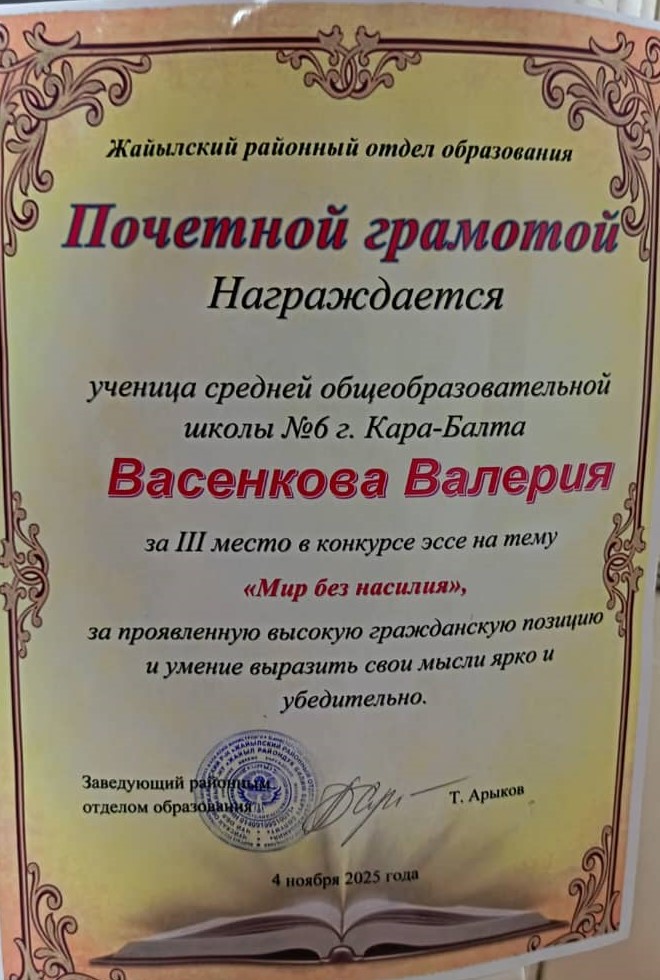 Жайылский районный отдел образования
Почетной грамотой
Награждается
ученица средней общеобразовательной
школы №6 г. Кара-Балта
Васенкова Валерия
за III место в конкурсе эссе на тему
«Мир без насилия»,
за проявленную высокую гражданскую позицию
и умение выразить свои мысли ярко и
убедительно.
Заведующий районным
отделом образования
Т. Арыков
4 ноября 2025 года